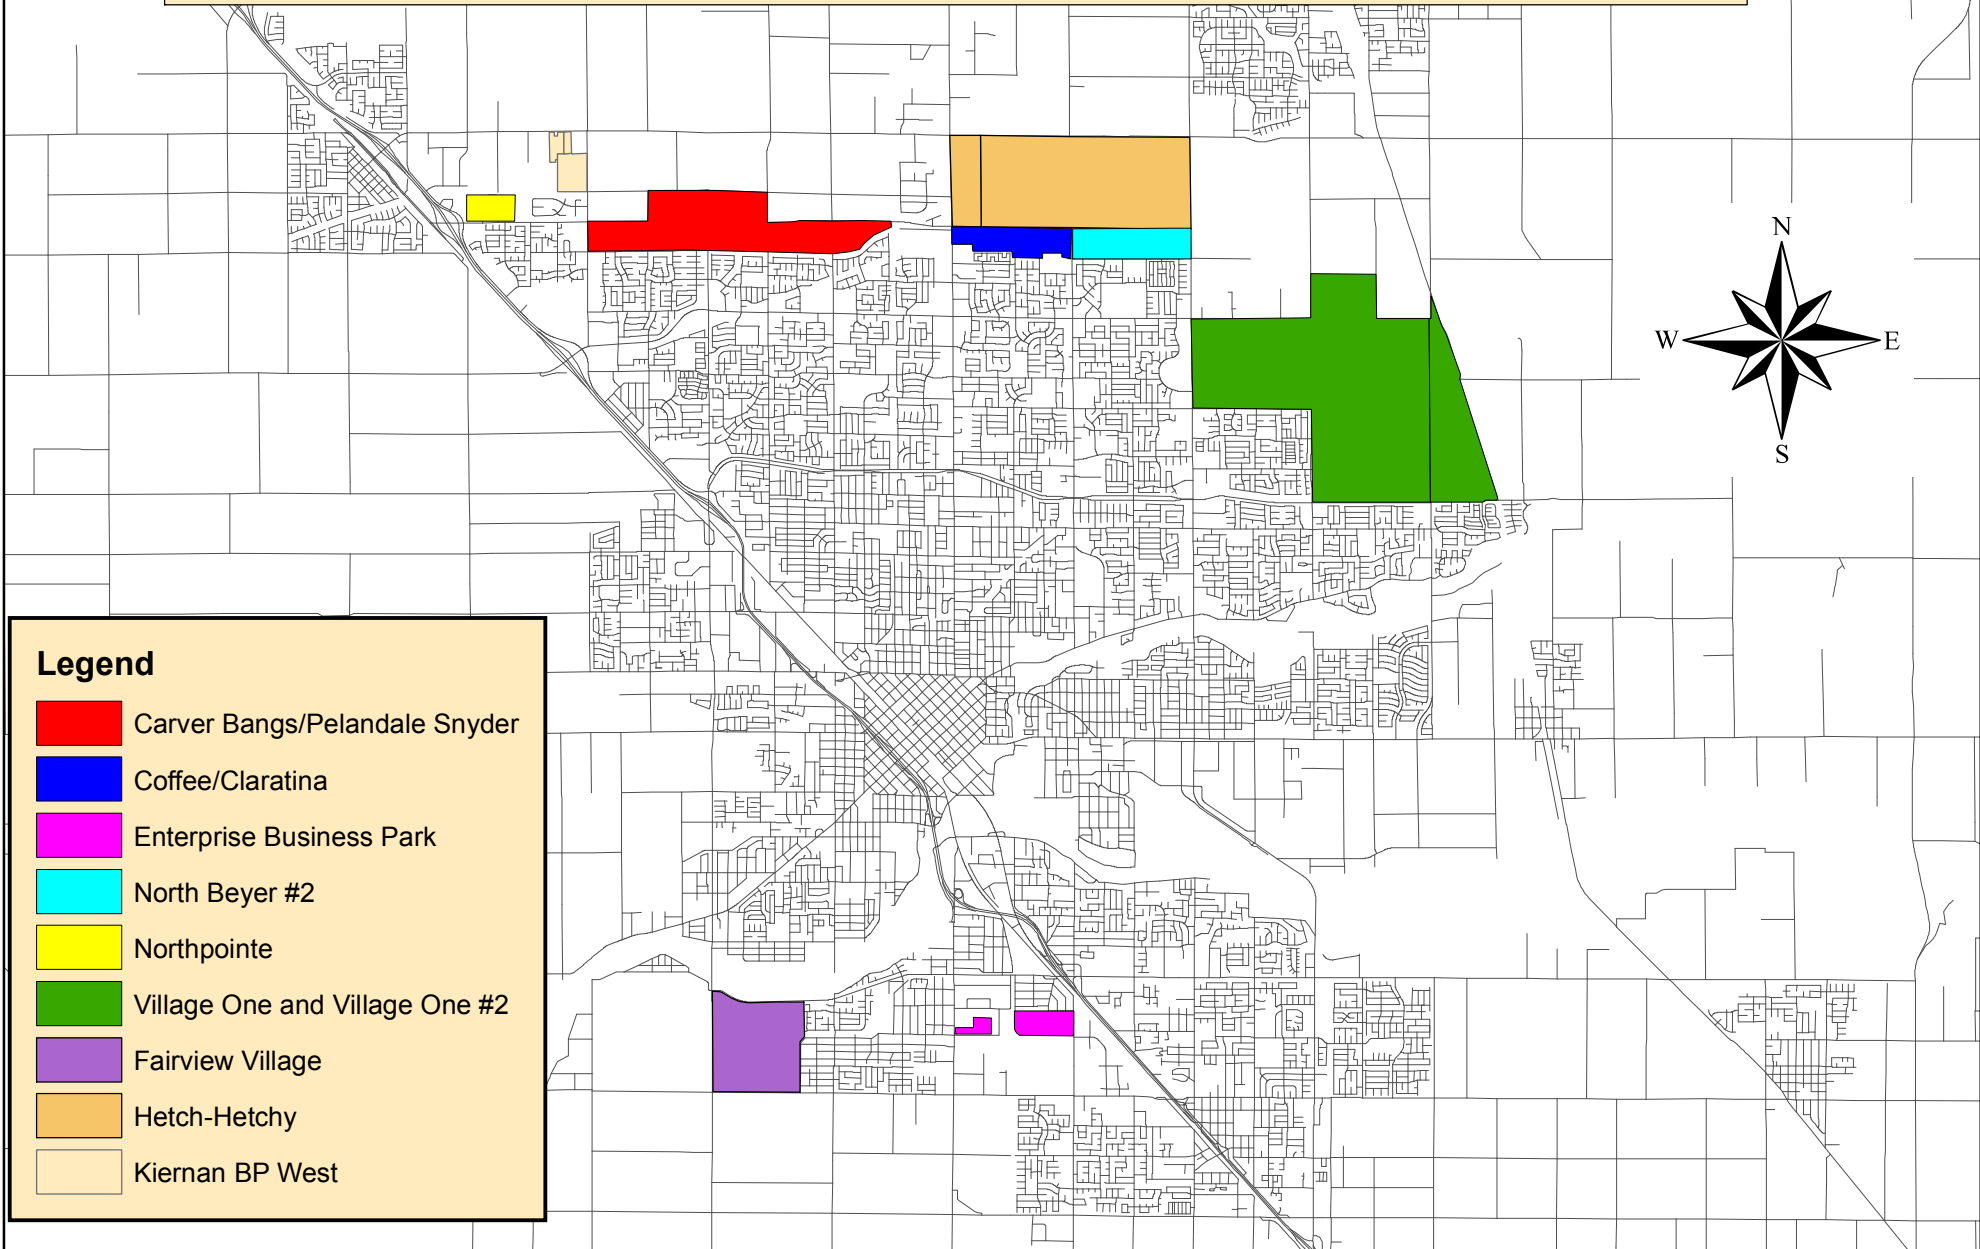 N
W
E
S
Legend
Carver Bangs/Pelandale Snyder
Coffee/Claratina
Enterprise Business Park
North Beyer #2
Northpointe
Village One and Village One #2
Fairview Village
Hetch-Hetchy
Kiernan BP West